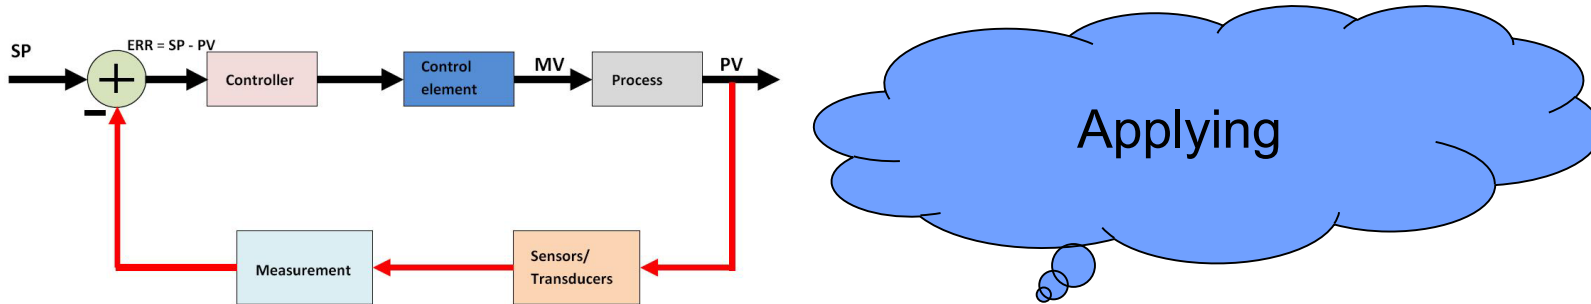 SP
ERR = SP - PV
Controller
Control
element
MV
Process
PV
Measurement
Sensors/
Transducers
Applying